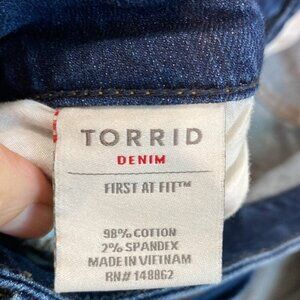 TORRID
DENIM
FIRST AT FIT™
98% COTTON
2% SPANDEX
MADE IN VIETNAM
RN# 148862